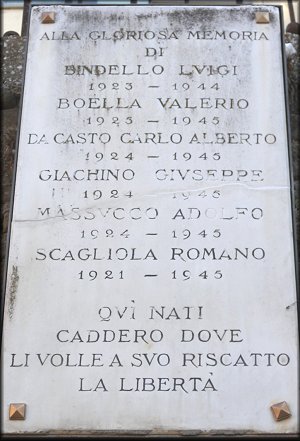 ALLA GLORIOSA MEMORIA
DI
BINDELLO LVIGI
1923 – 1944
BOELLA VALERIO
1925 – 1945
DA CASTO CARLO ALBERTO
1924 – 1945
GIACHINO GIVSEPPE
1924 – 1945
MASSVCCO ADOLFO
1924 – 1945
SCAGLIOLA ROMANO
1921 – 1945
QVÌ NATI
CADDERO DOVE
LI VOLLE A SVO RISCATTO
LA LIBERTÀ